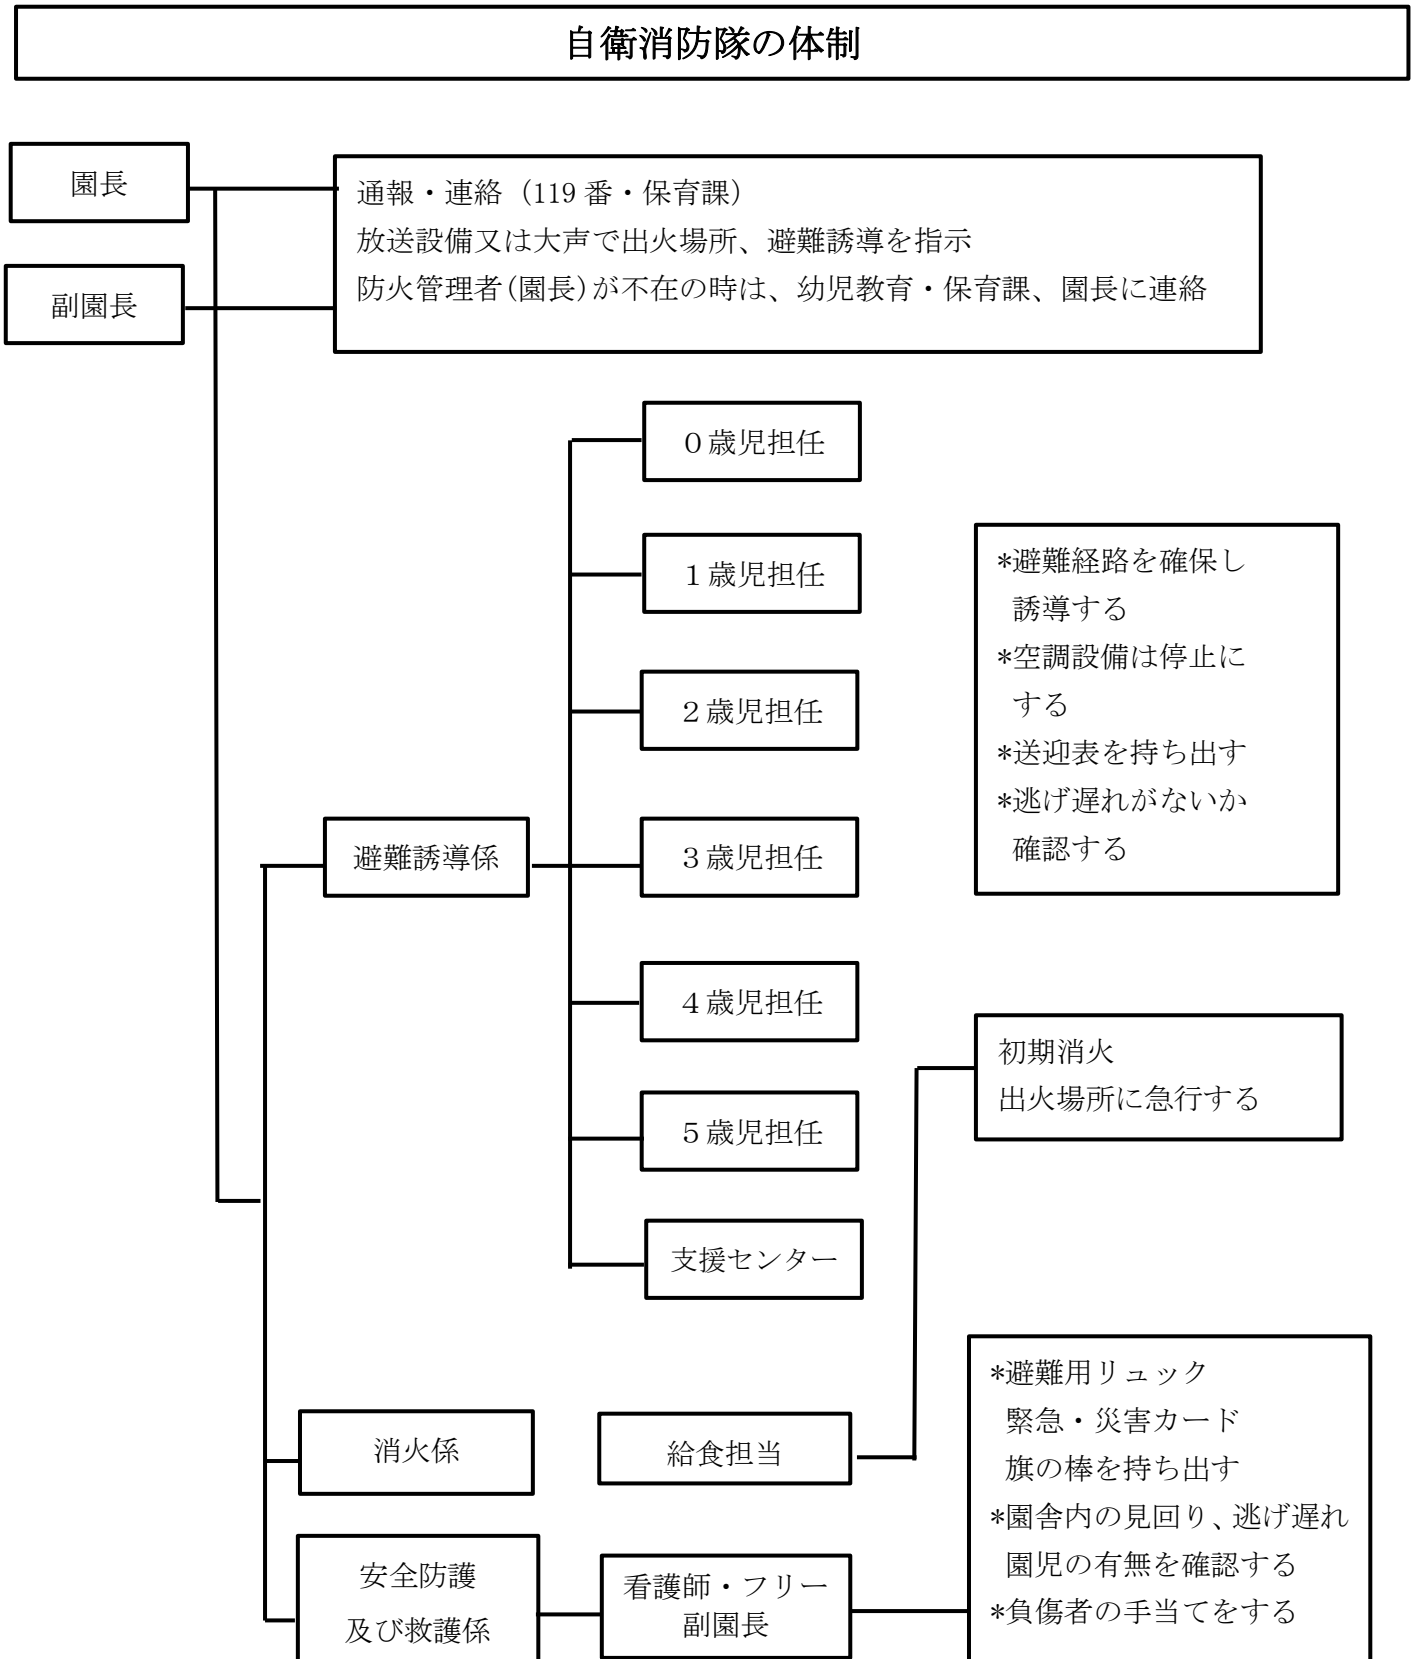 自衛消防隊の体制
園長
通報・連絡（119番・保育課）
放送設備又は大声で出火場所、避難誘導を指示
防火管理者(園長)が不在の時は、幼児教育・保育課、園長に連絡
副園長
０歳児担任
１歳児担任
２歳児担任
避難誘導係
３歳児担任
４歳児担任
５歳児担任
支援センター
*避難経路を確保し
誘導する
*空調設備は停止に
する
*送迎表を持ち出す
*逃げ遅れがないか
確認する
消火係
給食担当
初期消火
出火場所に急行する
安全防護
及び救護係
看護師・フリー
副園長
*避難用リュック
緊急・災害カード
旗の棒を持ち出す
*園舎内の見回り、逃げ遅れ
園児の有無を確認する
*負傷者の手当てをする